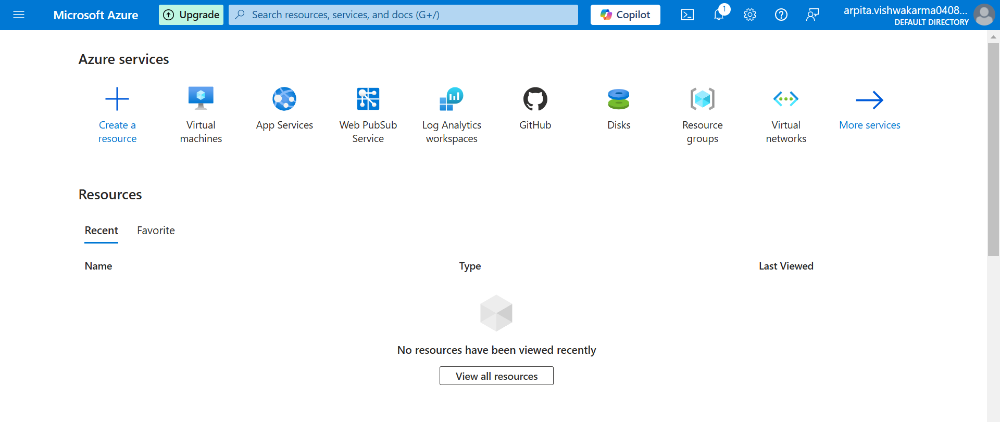 Microsoft Azure
Upgrade
Search resources, services, and docs (G+/)
Copilot
1
arpita.vishwakarma0408...
DEFAULT DIRECTORY
Azure services
Create a
resource
Virtual
machines
App Services
Web PubSub
Service
Log Analytics
workspaces
GitHub
Disks
Resource
groups
Virtual
networks
More services
Resources
Recent
Favorite
Name
Type
Last Viewed
No resources have been viewed recently
View all resources